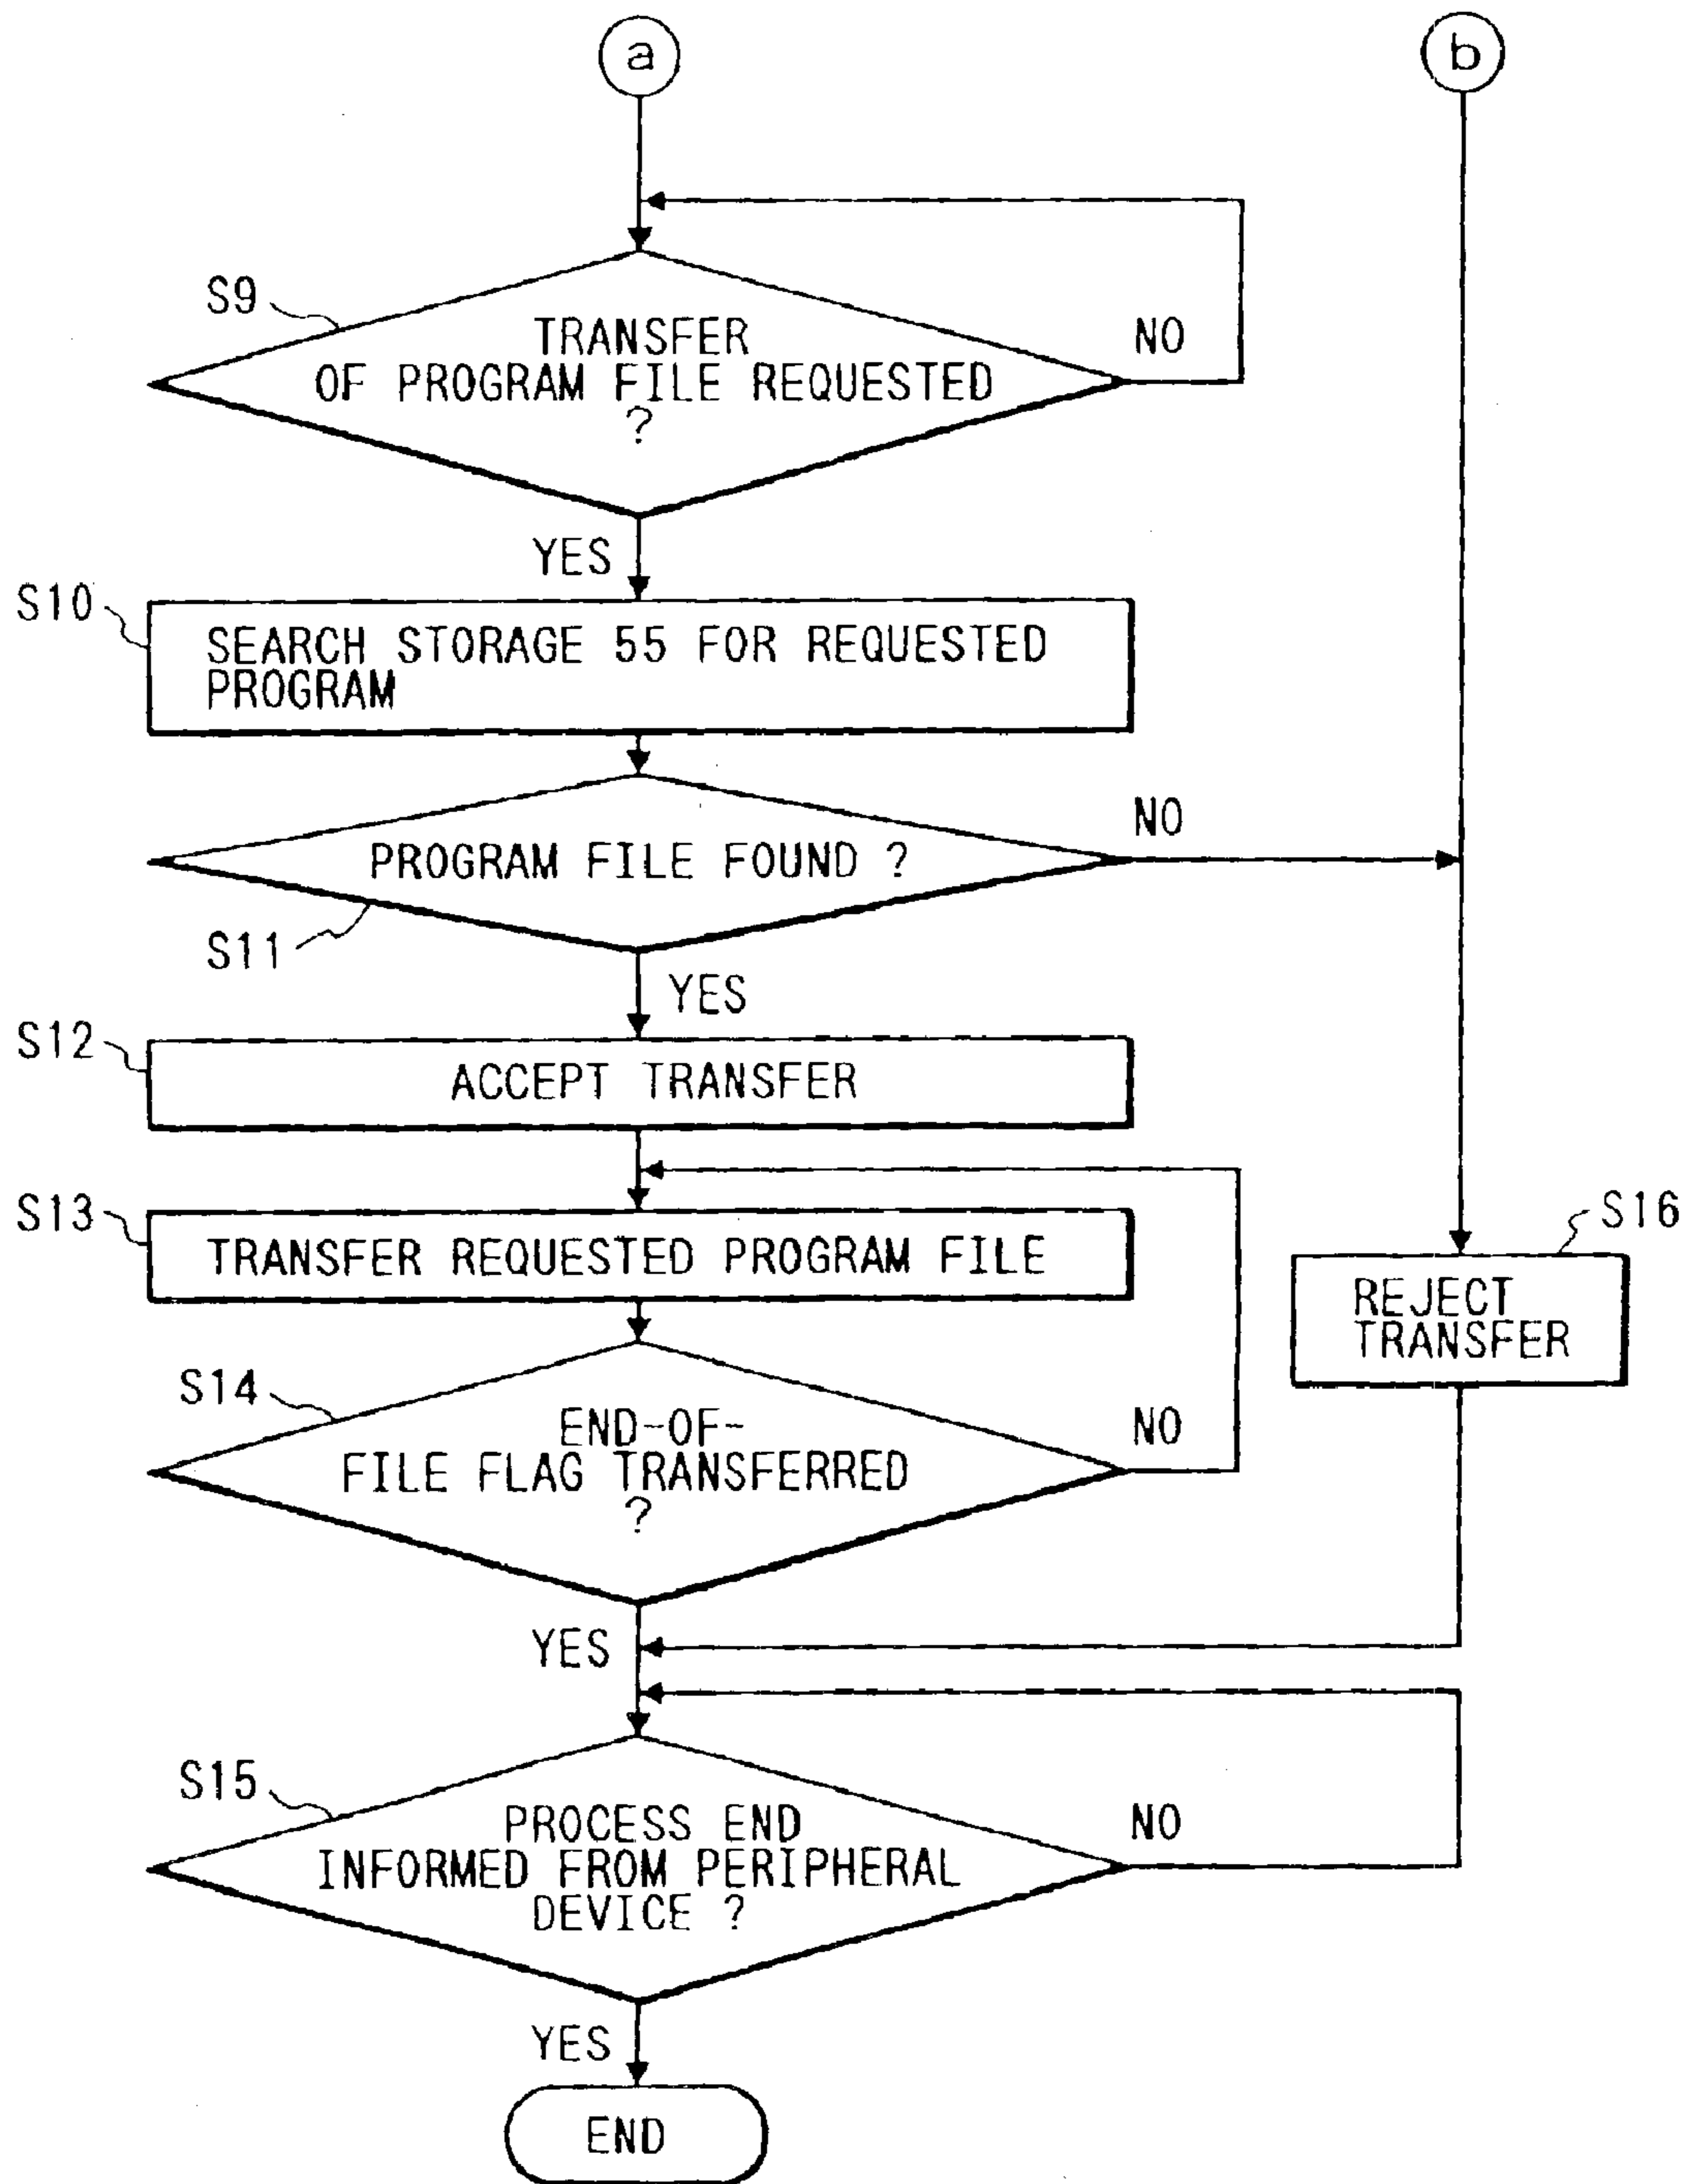 a
b
S9
TRANSFER
OF PROGRAM FILE REQUESTED
?
NO
YES
S10
SEARCH STORAGE 55 FOR REQUESTED
PROGRAM
PROGRAM FILE FOUND ?
NO
S11
YES
S12
ACCEPT TRANSFER
S13
TRANSFER REQUESTED PROGRAM FILE
S16
REJECT
TRANSFER
S14
END-OF-
FILE FLAG TRANSFERRED
?
NO
YES
S15
PROCESS END
INFORMED FROM PERIPHERAL
DEVICE ?
NO
YES
END